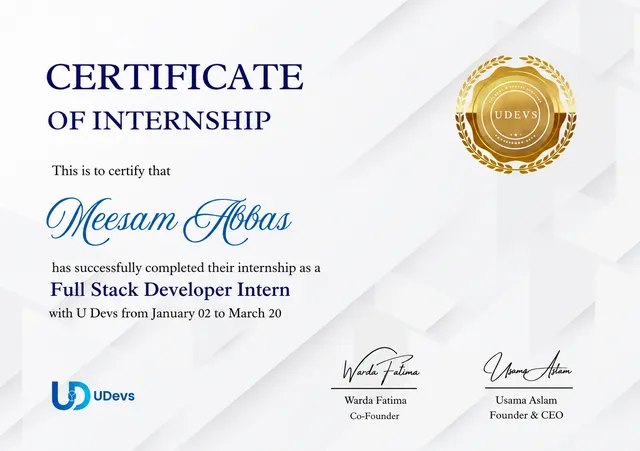 CERTIFICATE
OF INTERNSHIP
UDEVS
This is to certify that
Meesam Abbas
has successfully completed their internship as a
Full Stack Developer Intern
with U Devs from January 02 to March 20
Warda Fatima
Usama Aslam
Warda Fatima
Co-Founder
Usama Aslam
Founder & CEO
UD UDevs